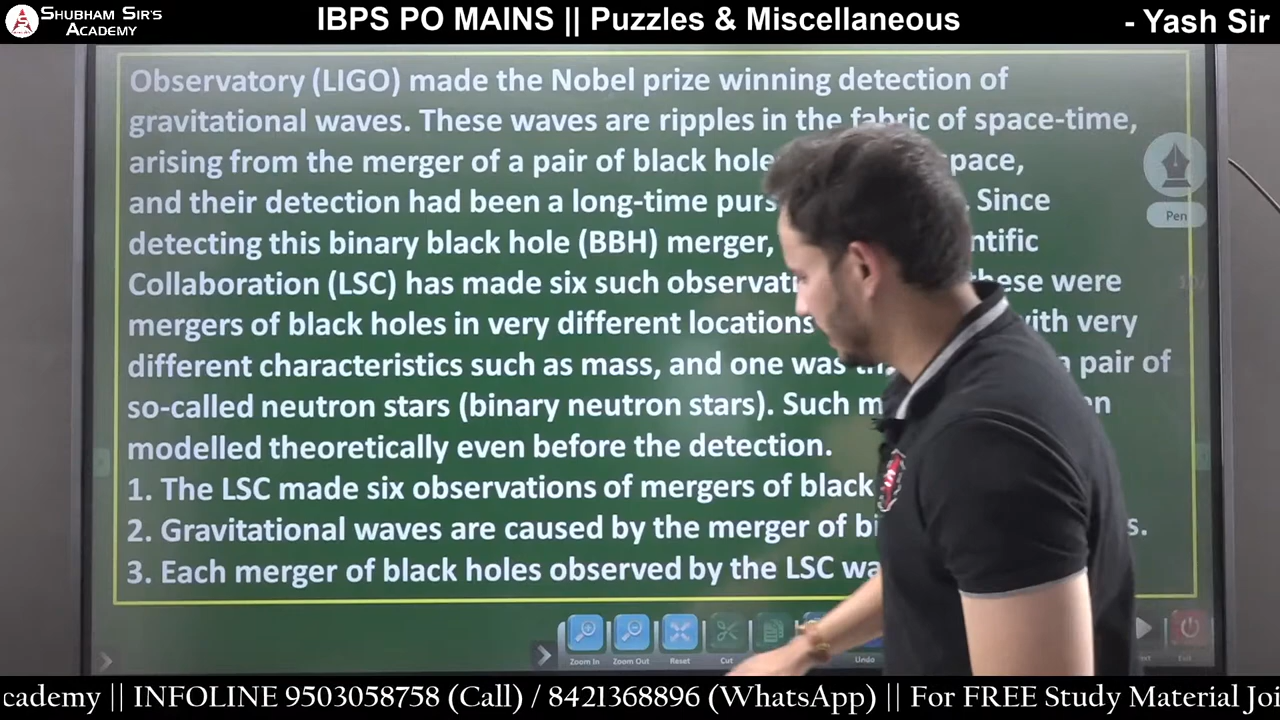 SHUBHAM SIR'S
ACADEMY
IBPS PO MAINS || Puzzles & Miscellaneous
- Yash Sir
Observatory (LIGO) made the Nobel prize winning detection of
gravitational waves. These waves are ripples in the fabric of space-time,
arising from the merger of a pair of black space,
and their detection had been a long-time Since
detecting this binary black hole (BBH) merger,
Collaboration (LSC) has made six such were
mergers of black holes in very different locations with very
different characteristics such as mass, and one was pair of
so-called neutron stars (binary neutron stars). Such
modelled theoretically even before the detection.
1. The LSC made six observations of mergers of black
2. Gravitational waves are caused by the merger of
3. Each merger of black holes observed by the LSC
Pen
Zoom In
Zoom Out
Reset
Cut
Undo
Exit
cademy || INFOLINE 9503058758 (Call) / 8421368896 (WhatsApp) || For FREE Study Material Joi